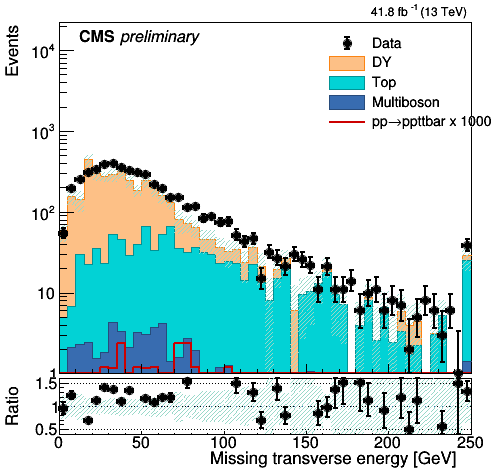 41.8 fb⁻¹ (13 TeV)
CMS preliminary
Data
DY
Top
Multiboson
pp→ppttbar x 1000
Events
10⁴
10³
10²
10
1
Ratio
1.5
1
0.5
0 50 100 150 200 250
Missing transverse energy [GeV]